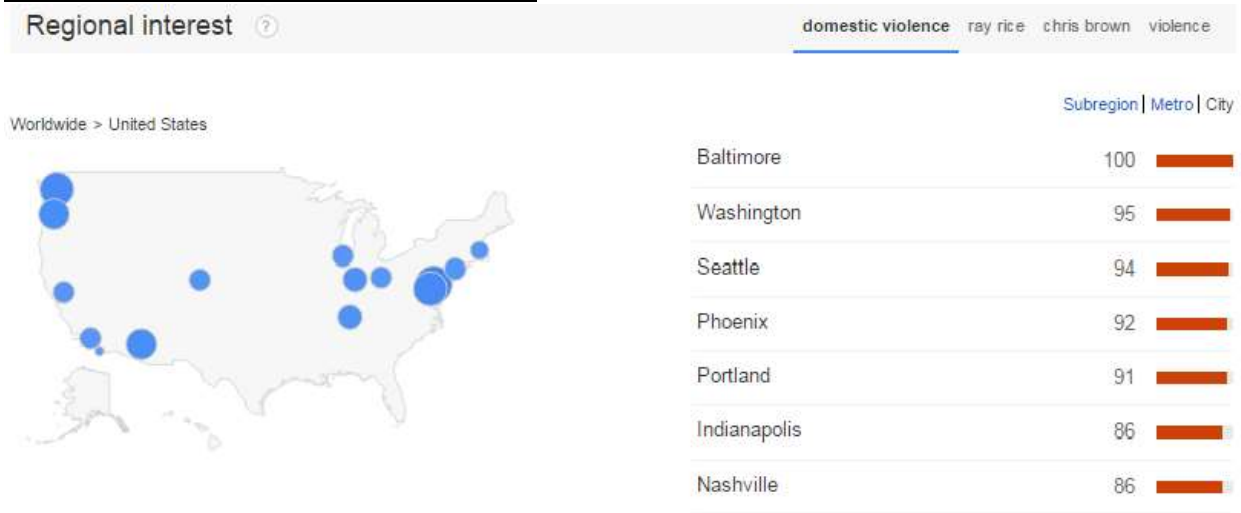 Regional interest ?
domestic violence ray rice chris brown violence
Subregion | Metro | City
Worldwide > United States
Baltimore 100
Washington 95
Seattle 94
Phoenix 92
Portland 91
Indianapolis 86
Nashville 86